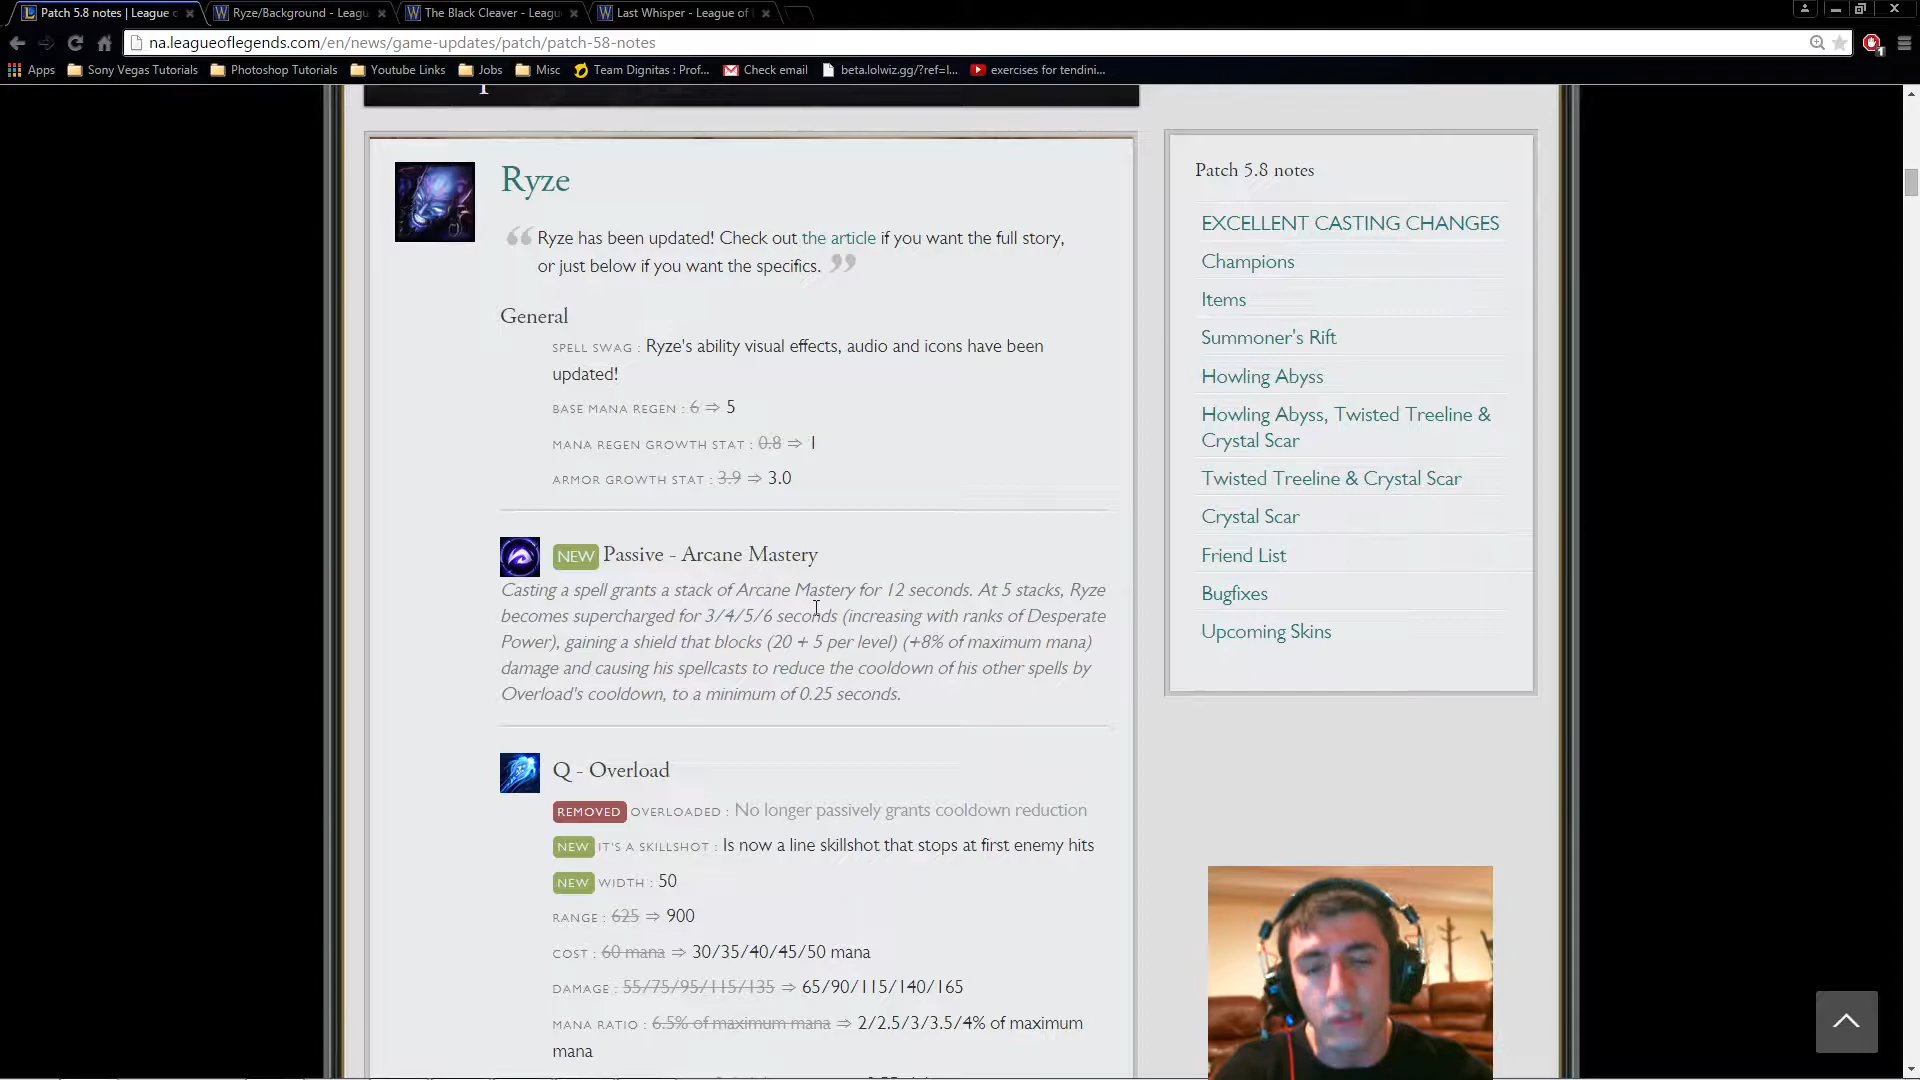 Patch 5.8 notes | League
Ryze/Background - Leagu
The Black Cleaver - Leagu
Last Whisper - League of
na.leagueoflegends.com/en/news/game-updates/patch/patch-58-notes
Apps
Sony Vegas Tutorials
Photoshop Tutorials
Youtube Links
Jobs
Misc
Team Dignitas : Prof...
Check email
beta.lolwiz.gg/?ref=l...
exercises for tendini...
Ryze
“ Ryze has been updated! Check out the article if you want the full story,
or just below if you want the specifics. ”
General
SPELL SWAG : Ryze's ability visual effects, audio and icons have been
updated!
BASE MANA REGEN : 6 ⇒ 5
MANA REGEN GROWTH STAT : 0.8 ⇒ 1
ARMOR GROWTH STAT : 3.9 ⇒ 3.0
NEW Passive - Arcane Mastery
Casting a spell grants a stack of Arcane Mastery for 12 seconds. At 5 stacks, Ryze
becomes supercharged for 3/4/5/6 seconds (increasing with ranks of Desperate
Power), gaining a shield that blocks (20 + 5 per level) (+8% of maximum mana)
damage and causing his spellcasts to reduce the cooldown of his other spells by
Overload's cooldown, to a minimum of 0.25 seconds.
Q - Overload
REMOVED OVERLOADED : No longer passively grants cooldown reduction
NEW IT'S A SKILLSHOT : Is now a line skillshot that stops at first enemy hits
NEW WIDTH : 50
RANGE : 625 ⇒ 900
COST : 60 mana ⇒ 30/35/40/45/50 mana
DAMAGE : 55/75/95/115/135 ⇒ 65/90/115/140/165
MANA RATIO : 6.5% of maximum mana ⇒ 2/2.5/3/3.5/4% of maximum
mana
Patch 5.8 notes
EXCELLENT CASTING CHANGES
Champions
Items
Summoner's Rift
Howling Abyss
Howling Abyss, Twisted Treeline &
Crystal Scar
Twisted Treeline & Crystal Scar
Crystal Scar
Friend List
Bugfixes
Upcoming Skins